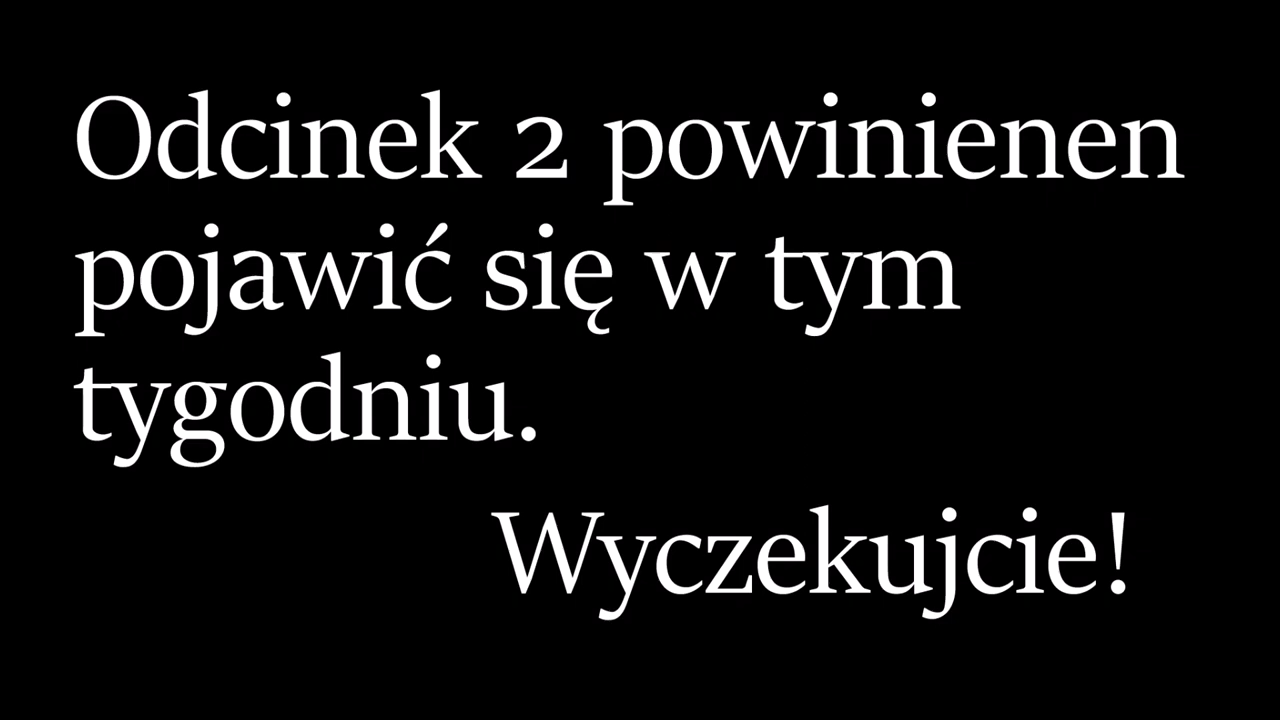 Odcinek 2 powinienen
pojawić się w tym
tygodniu.
Wyczekujcie!